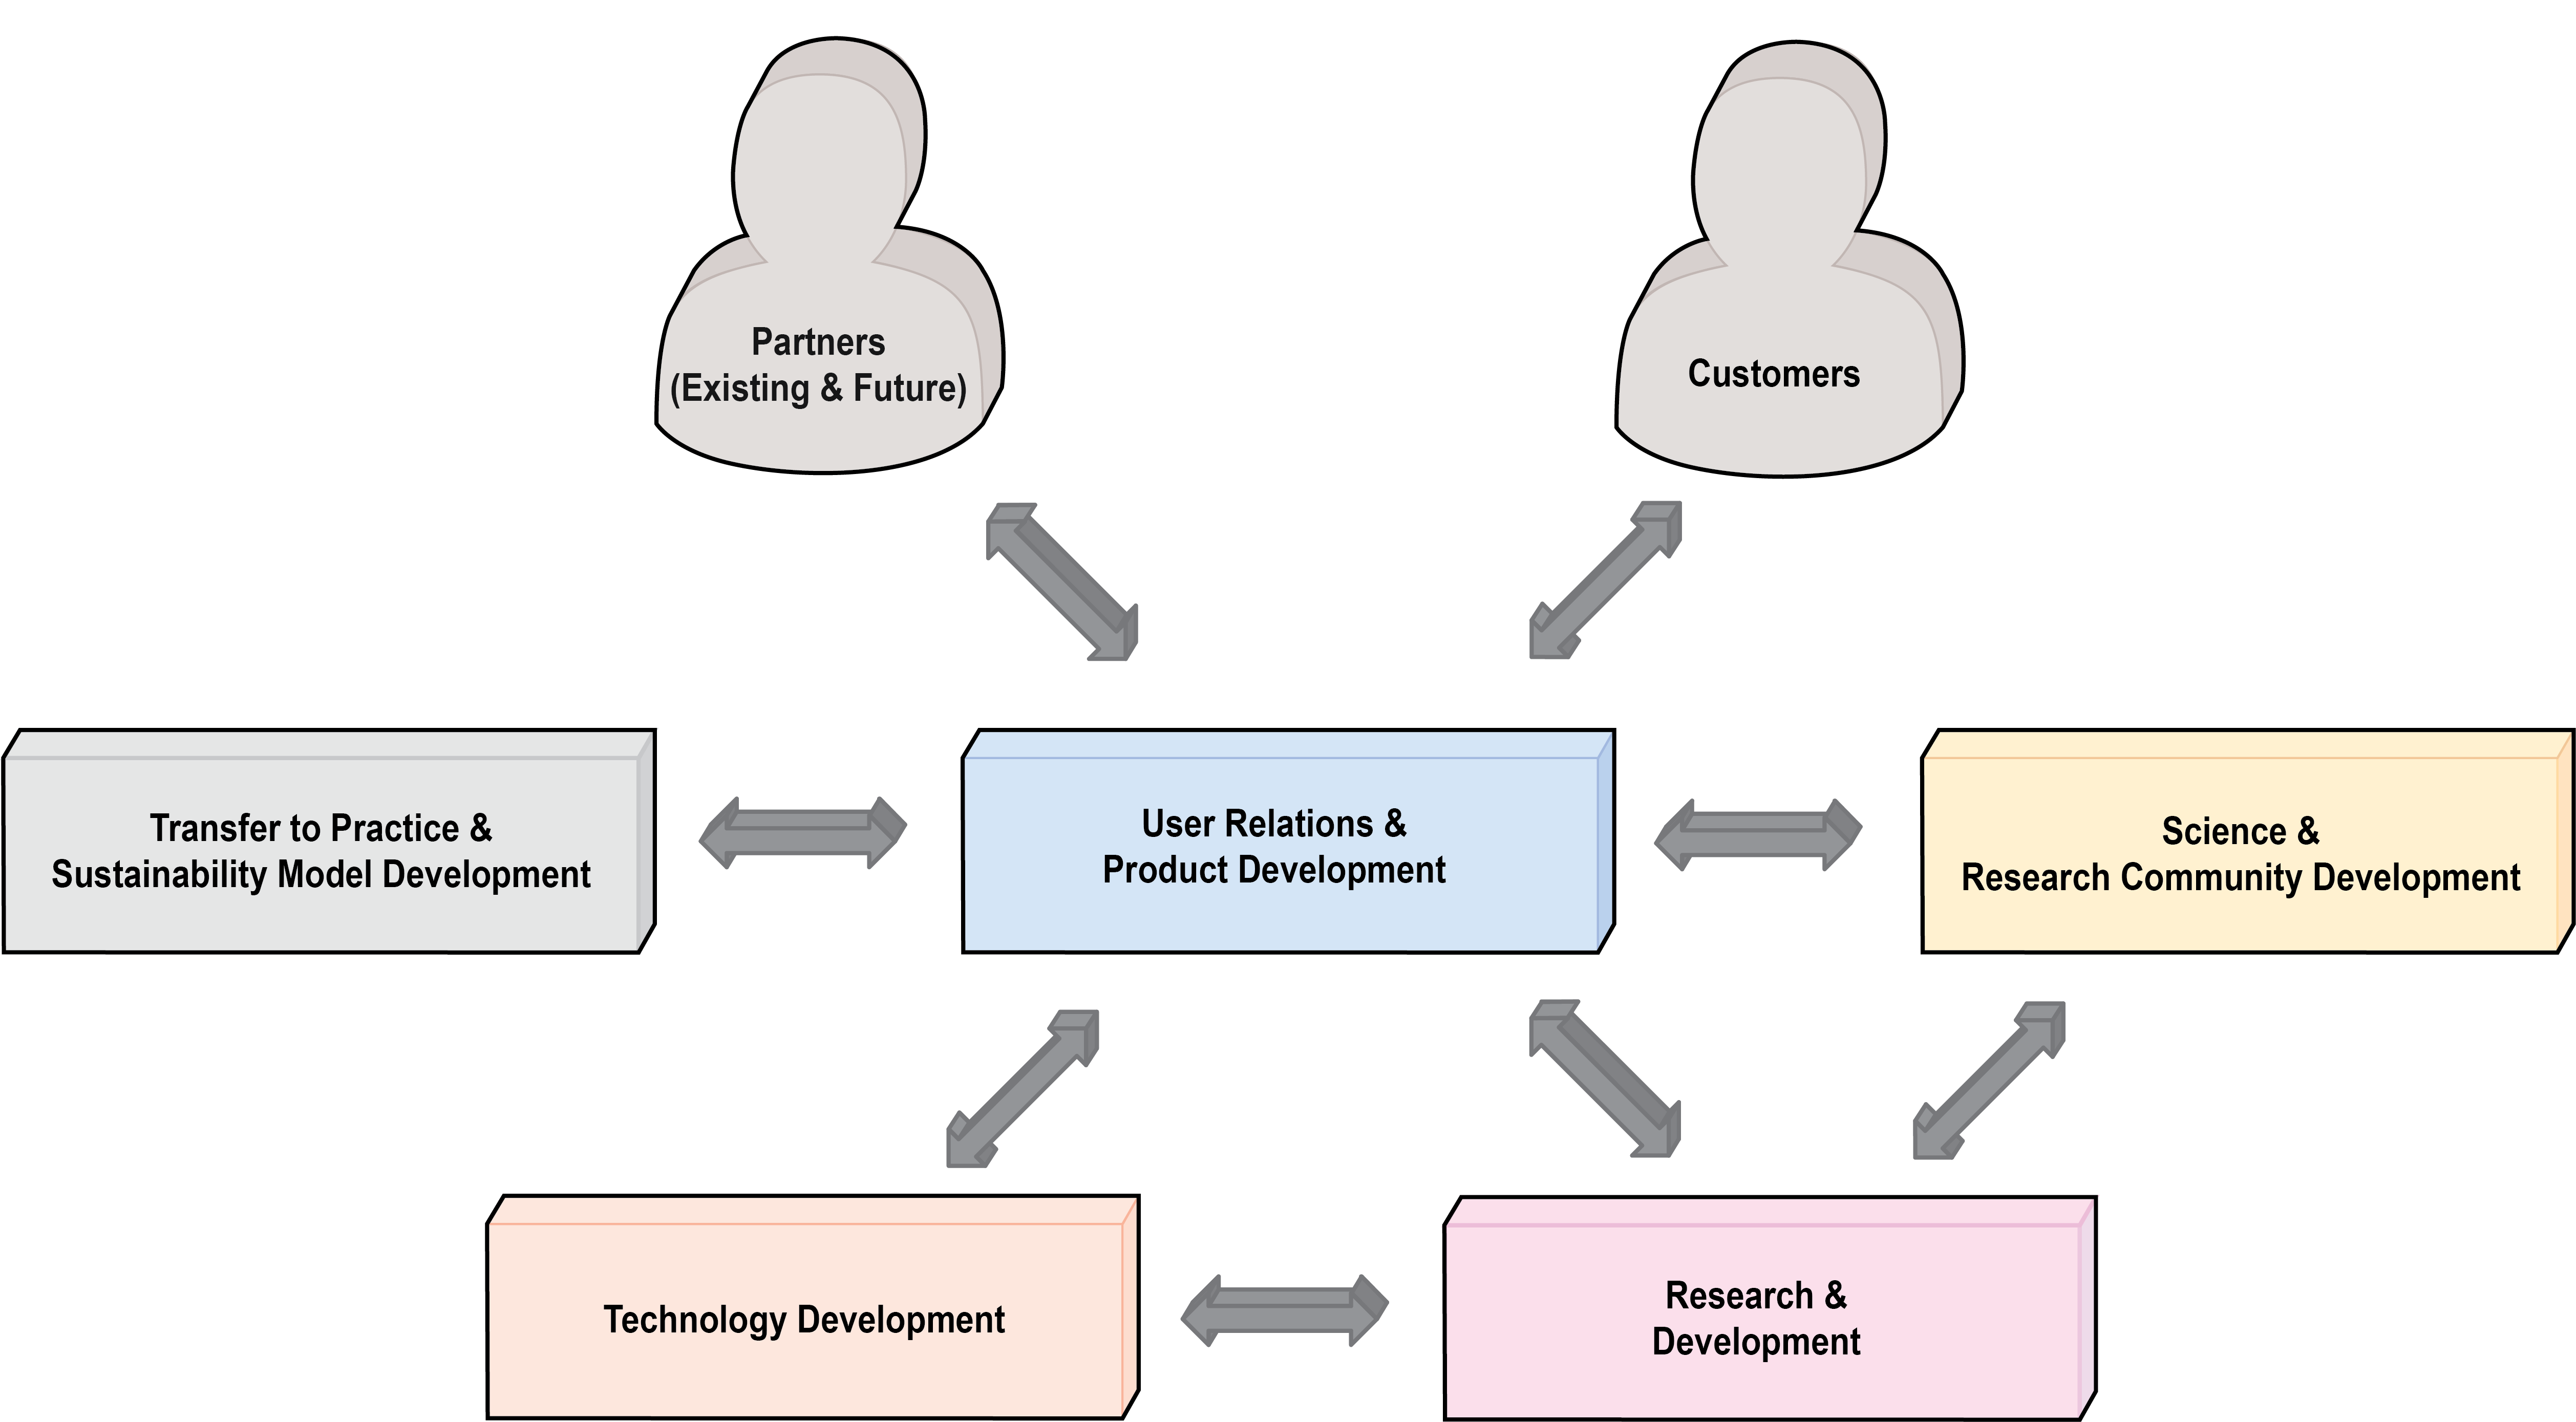 Partners
(Existing & Future)
Customers
Transfer to Practice &
Sustainability Model Development
User Relations &
Product Development
Science &
Research Community Development
Technology Development
Research &
Development